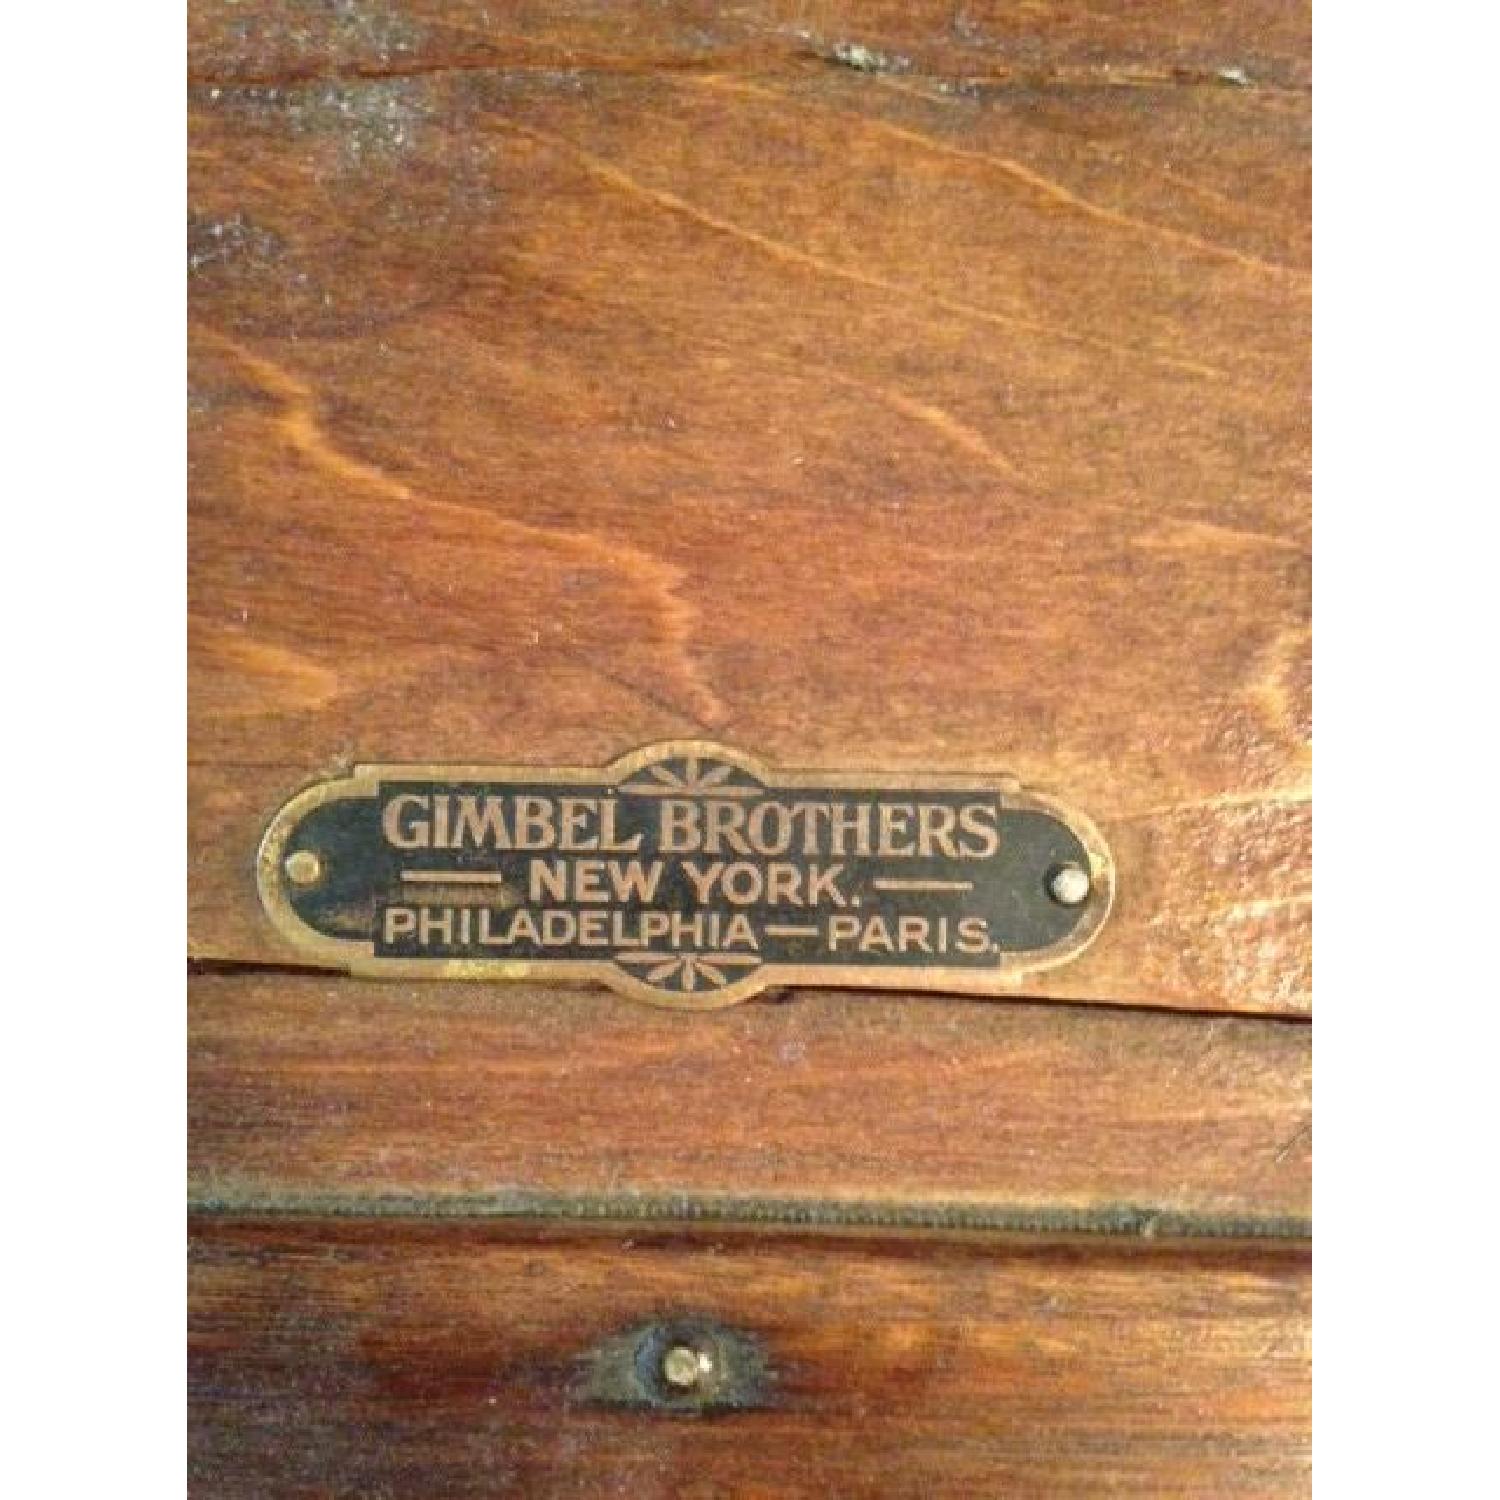 GIMBEL BROTHERS
— NEW YORK. —
PHILADELPHIA — PARIS.